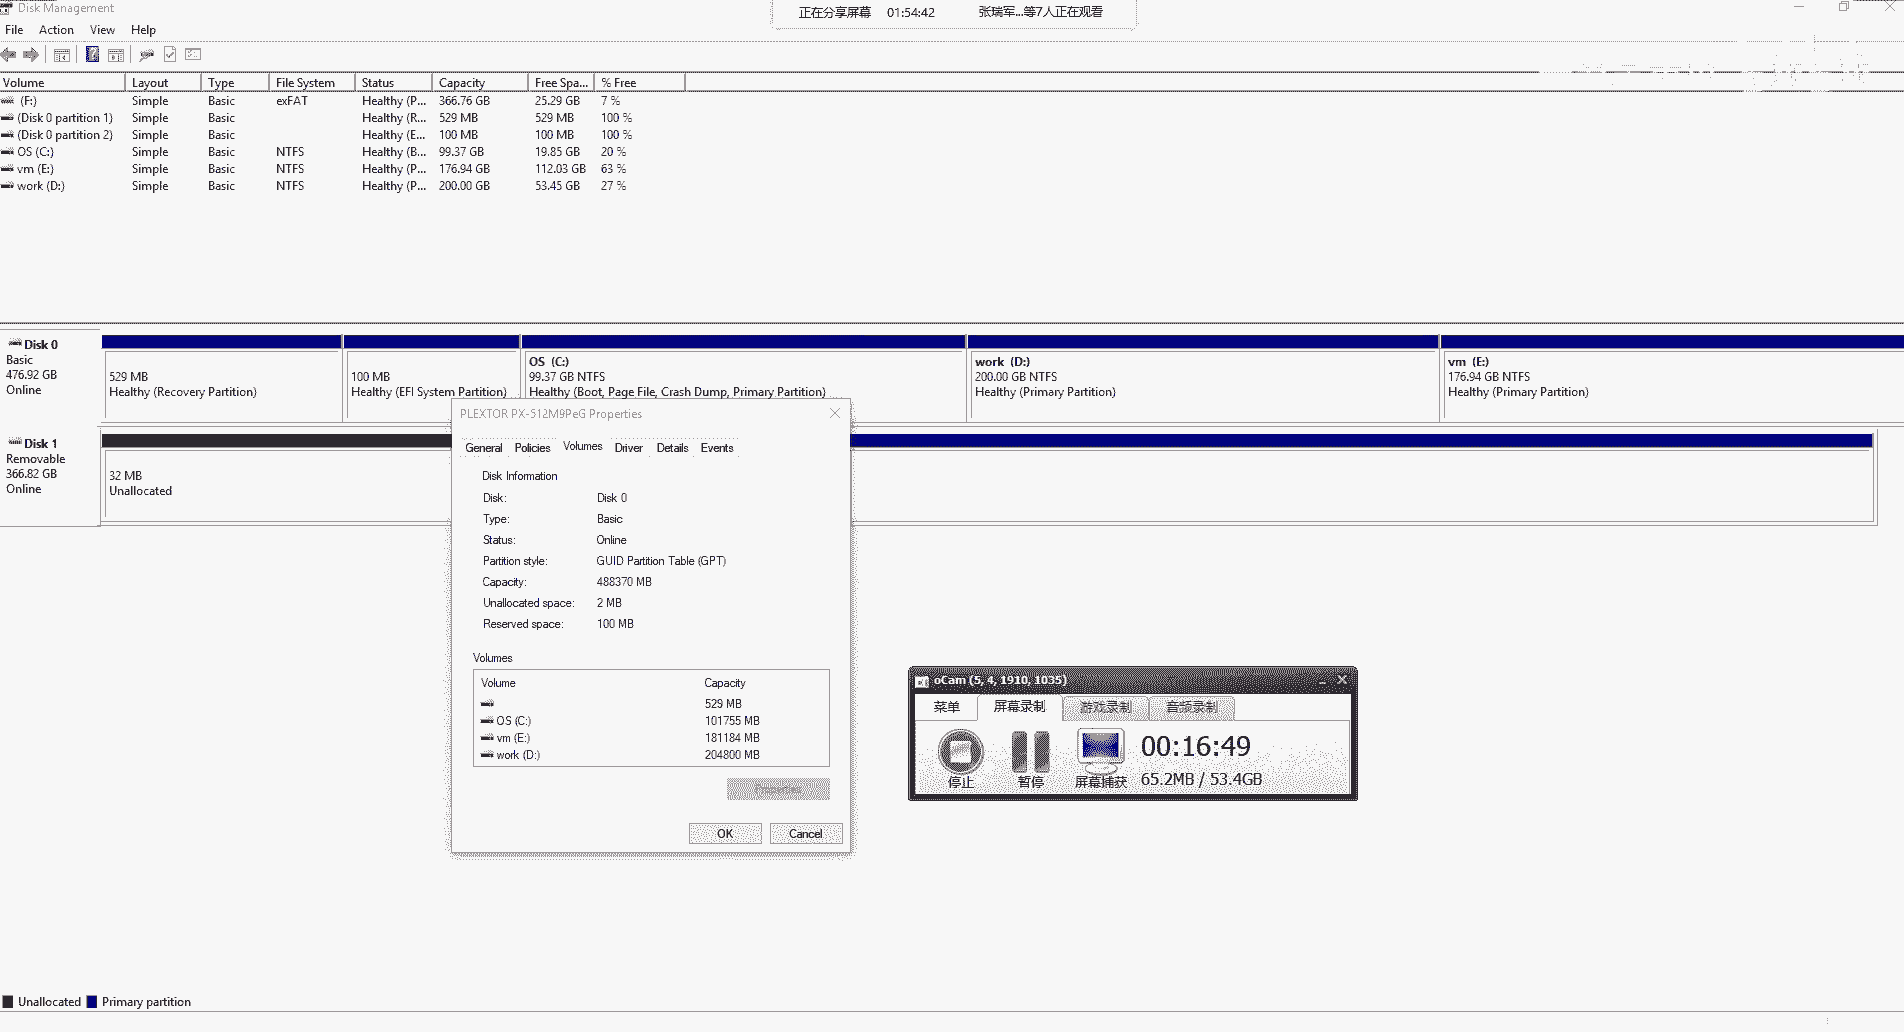 Disk Management
正在分享屏幕 01:54:42 张瑞军...等7人正在观看
File Action View Help
Volume Layout Type File System Status Capacity Free Spa... % Free
(F:) Simple Basic exFAT Healthy (P... 366.76 GB 25.29 GB 7 %
(Disk 0 partition 1) Simple Basic Healthy (R... 529 MB 529 MB 100 %
(Disk 0 partition 2) Simple Basic Healthy (E... 100 MB 100 MB 100 %
OS (C:) Simple Basic NTFS Healthy (B... 99.37 GB 19.85 GB 20 %
vm (E:) Simple Basic NTFS Healthy (P... 176.94 GB 112.03 GB 63 %
work (D:) Simple Basic NTFS Healthy (P... 200.00 GB 53.45 GB 27 %
Disk 0
Basic
476.92 GB
Online
529 MB
Healthy (Recovery Partition)
100 MB
Healthy (EFI System Partition)
OS (C:)
99.37 GB NTFS
Healthy (Boot, Page File, Crash Dump, Primary Partition)
work (D:)
200.00 GB NTFS
Healthy (Primary Partition)
vm (E:)
176.94 GB NTFS
Healthy (Primary Partition)
Disk 1
Removable
366.82 GB
Online
32 MB
Unallocated
PLEXTOR PX-512M9PeG Properties
General Policies Volumes Driver Details Events
Disk Information
Disk: Disk 0
Type: Basic
Status: Online
Partition style: GUID Partition Table (GPT)
Capacity: 488370 MB
Unallocated space: 2 MB
Reserved space: 100 MB
Volumes
Volume Capacity
529 MB
OS (C:) 101755 MB
vm (E:) 181184 MB
work (D:) 204800 MB
Properties
OK Cancel
oCam (5, 4, 1910, 1035)
菜单 屏幕录制 游戏录制 音频录制
停止 暂停 屏幕捕获
00:16:49
65.2MB / 53.4GB
Unallocated Primary partition